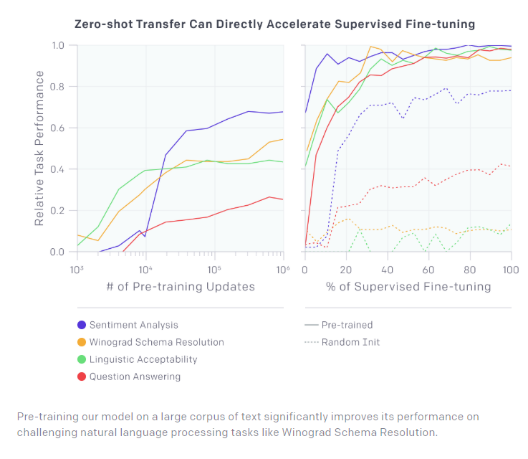 Zero-shot Transfer Can Directly Accelerate Supervised Fine-tuning
Relative Task Performance
1.0
0.8
0.6
0.4
0.2
0.0
10³
10⁴
10⁵
10⁶
# of Pre-training Updates
0
20
40
60
80
100
% of Supervised Fine-tuning
Sentiment Analysis
Winograd Schema Resolution
Linguistic Acceptability
Question Answering
Pre-trained
Random Init
Pre-training our model on a large corpus of text significantly improves its performance on
challenging natural language processing tasks like Winograd Schema Resolution.